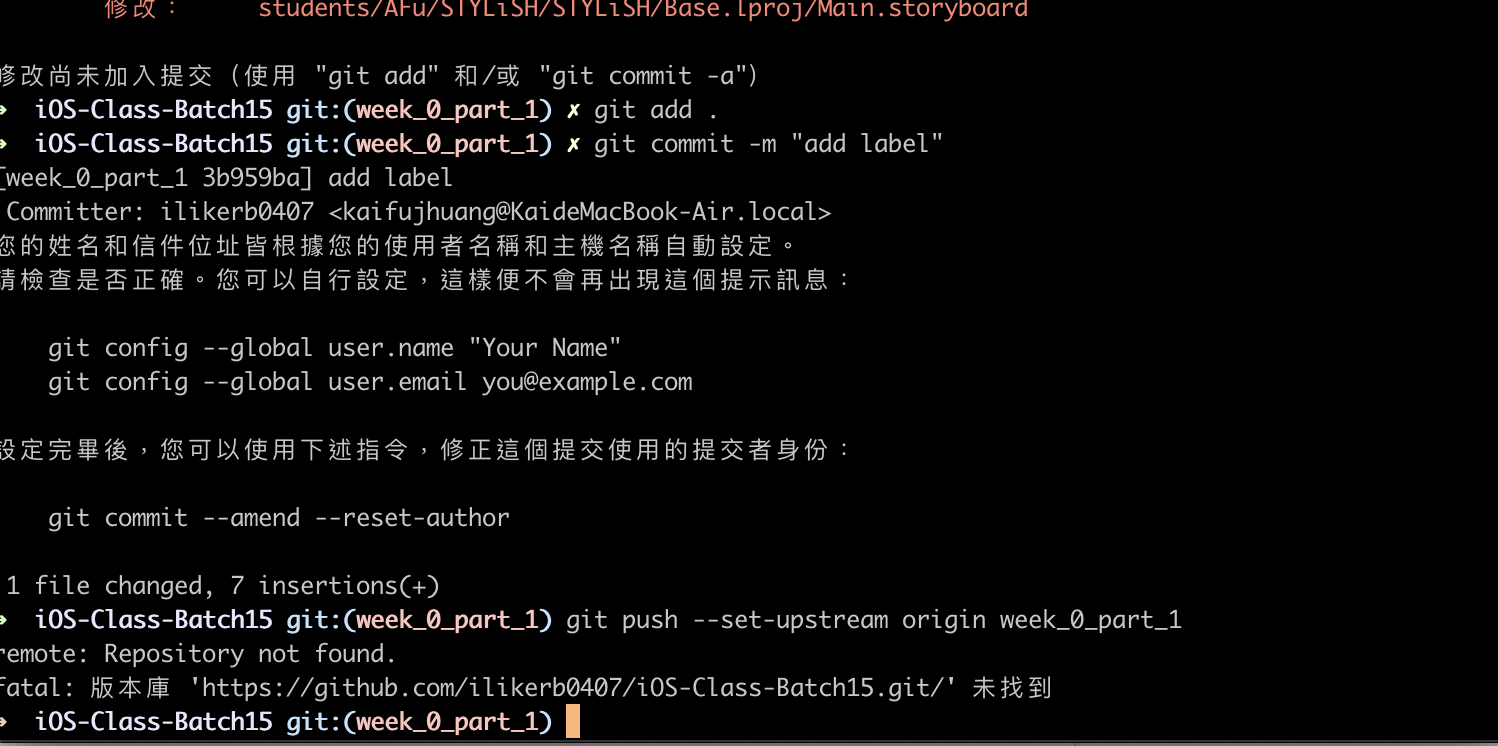 修改： students/AFu/STYLiSH/STYLiSH/Base.lproj/Main.storyboard
修改尚未加入提交（使用 "git add" 和/或 "git commit -a"）
➜ iOS-Class-Batch15 git:(week_0_part_1) ✗ git add .
➜ iOS-Class-Batch15 git:(week_0_part_1) ✗ git commit -m "add label"
[week_0_part_1 3b959ba] add label
Committer: ilikerb0407 <kaifujhuang@KaideMacBook-Air.local>
您的姓名和信件位址皆根據您的使用者名稱和主機名稱自動設定。
請檢查是否正確。您可以自行設定，這樣便不會再出現這個提示訊息：
git config --global user.name "Your Name"
git config --global user.email you@example.com
設定完畢後，您可以使用下述指令，修正這個提交使用的提交者身份：
git commit --amend --reset-author
1 file changed, 7 insertions(+)
➜ iOS-Class-Batch15 git:(week_0_part_1) git push --set-upstream origin week_0_part_1
remote: Repository not found.
fatal: 版本庫 'https://github.com/ilikerb0407/iOS-Class-Batch15.git/' 未找到
➜ iOS-Class-Batch15 git:(week_0_part_1)